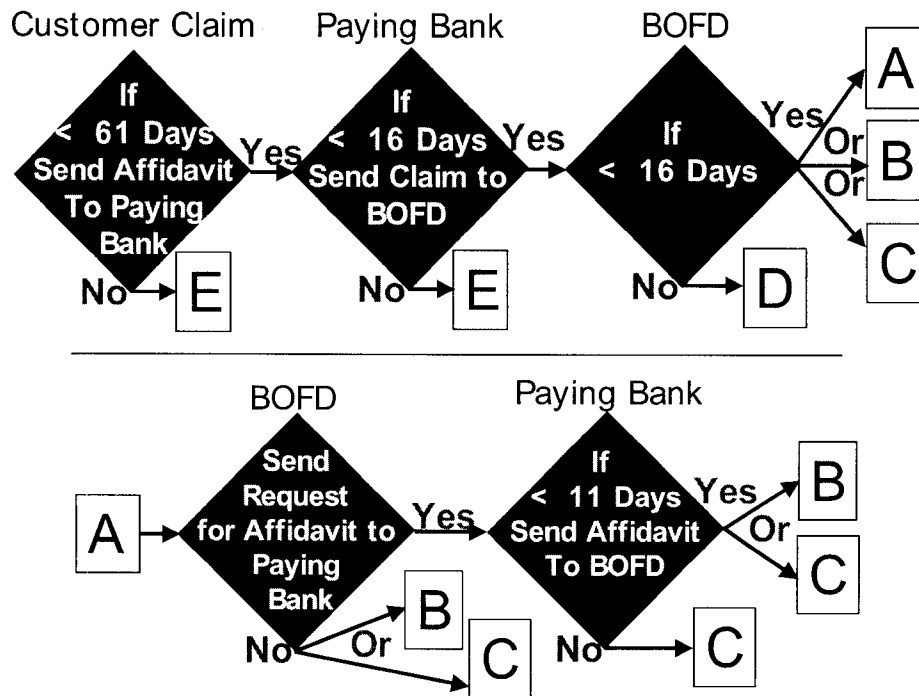 Customer Claim
Paying Bank
BOFD
If
< 61 Days
Send Affidavit
To Paying
Bank
Yes
No
E
If
< 16 Days
Send Claim to
BOFD
Yes
No
E
If
< 16 Days
Yes
Or
Or
A
B
C
No
D
BOFD
Paying Bank
A
Send
Request
for Affidavit to
Paying
Bank
Yes
No
Or
B
C
If
< 11 Days
Send Affidavit
To BOFD
Yes
Or
B
C
No
C